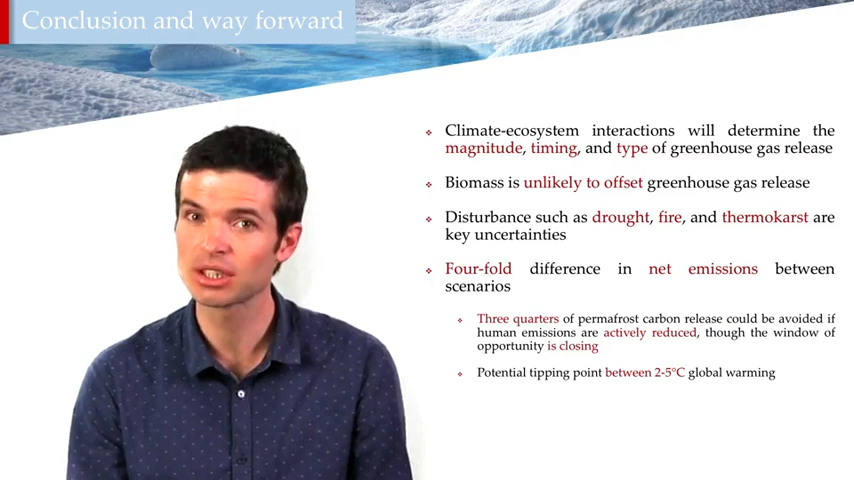 Conclusion and way forward
Climate-ecosystem interactions will determine the
magnitude, timing, and type of greenhouse gas release
Biomass is unlikely to offset greenhouse gas release
Disturbance such as drought, fire, and thermokarst are
key uncertainties
Four-fold difference in net emissions between
scenarios
Three quarters of permafrost carbon release could be avoided if
human emissions are actively reduced, though the window of
opportunity is closing
Potential tipping point between 2-5°C global warming